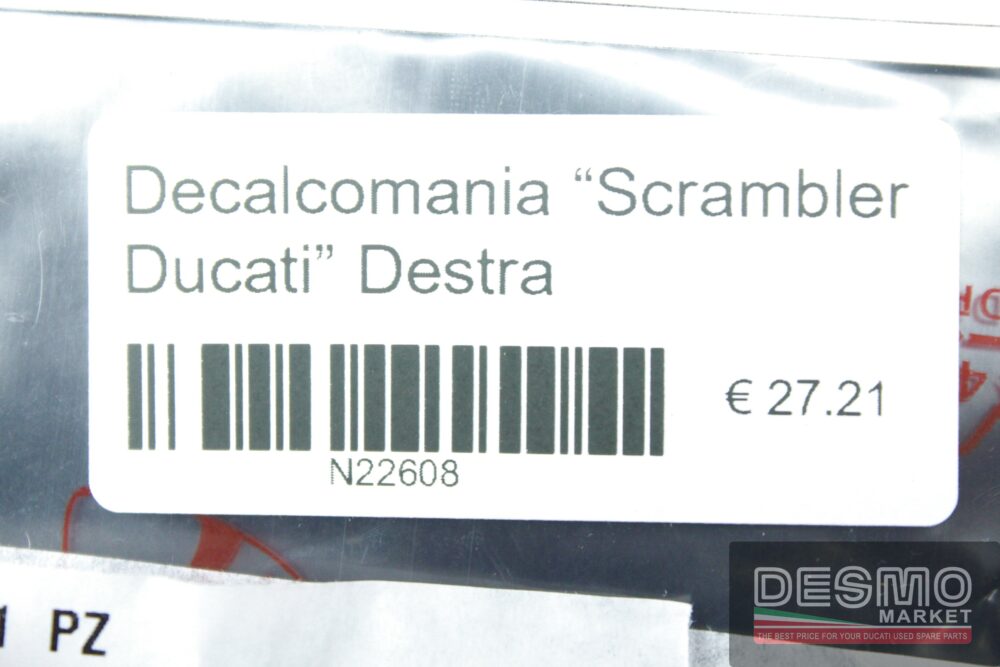 Decalcomania “Scrambler
Ducati” Destra
€ 27.21
N22608
1 PZ
DESMO
MARKET
THE BEST PRICE FOR YOUR DUCATI USED SPARE PARTS